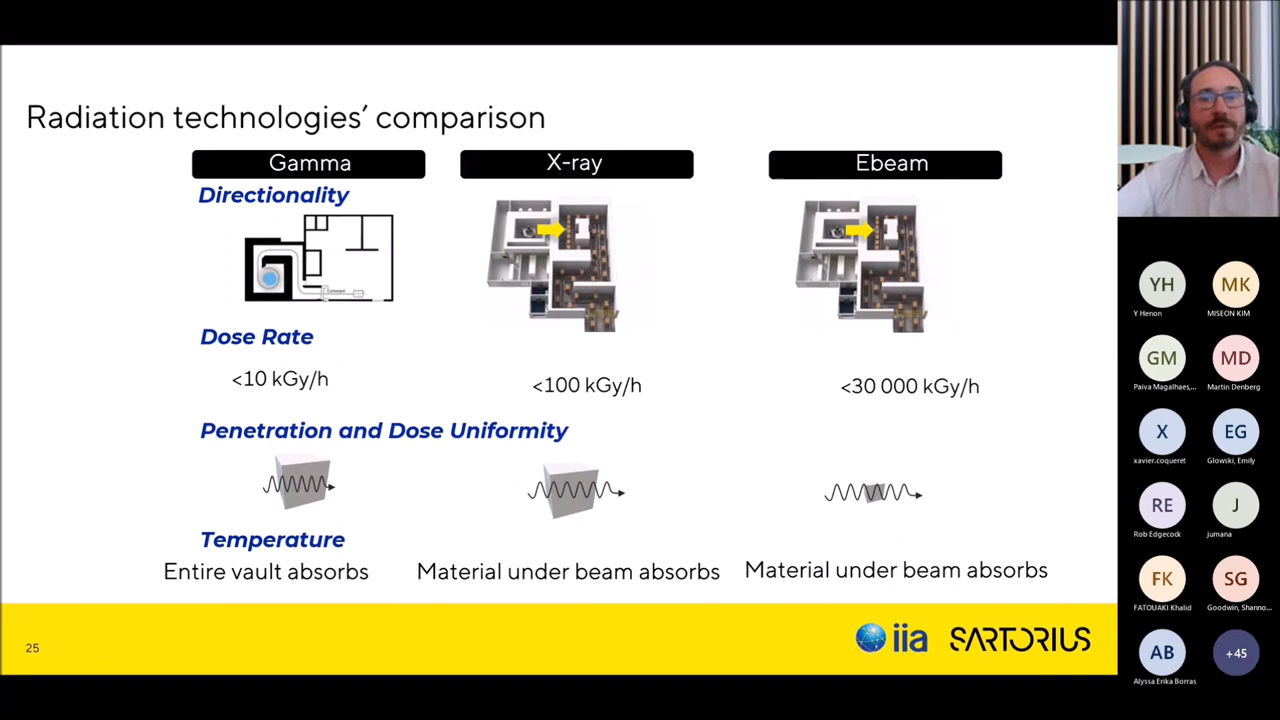 Radiation technologies’ comparison
Gamma
X-ray
Ebeam
Directionality
Dose Rate
<10 kGy/h
<100 kGy/h
<30 000 kGy/h
Penetration and Dose Uniformity
Temperature
Entire vault absorbs
Material under beam absorbs
Material under beam absorbs
25
iia
SARTORIUS
YH
Y Henon
MK
MISEON KIM
GM
Paiva Magalhaes,...
MD
Martin Denberg
X
xavier.coqueret
EG
Glowski, Emily
RE
Rob Edgecock
J
jumana
FK
FATOUAKI Khalid
SG
Goodwin, Shanno...
AB
Alyssa Erika Borras
+45